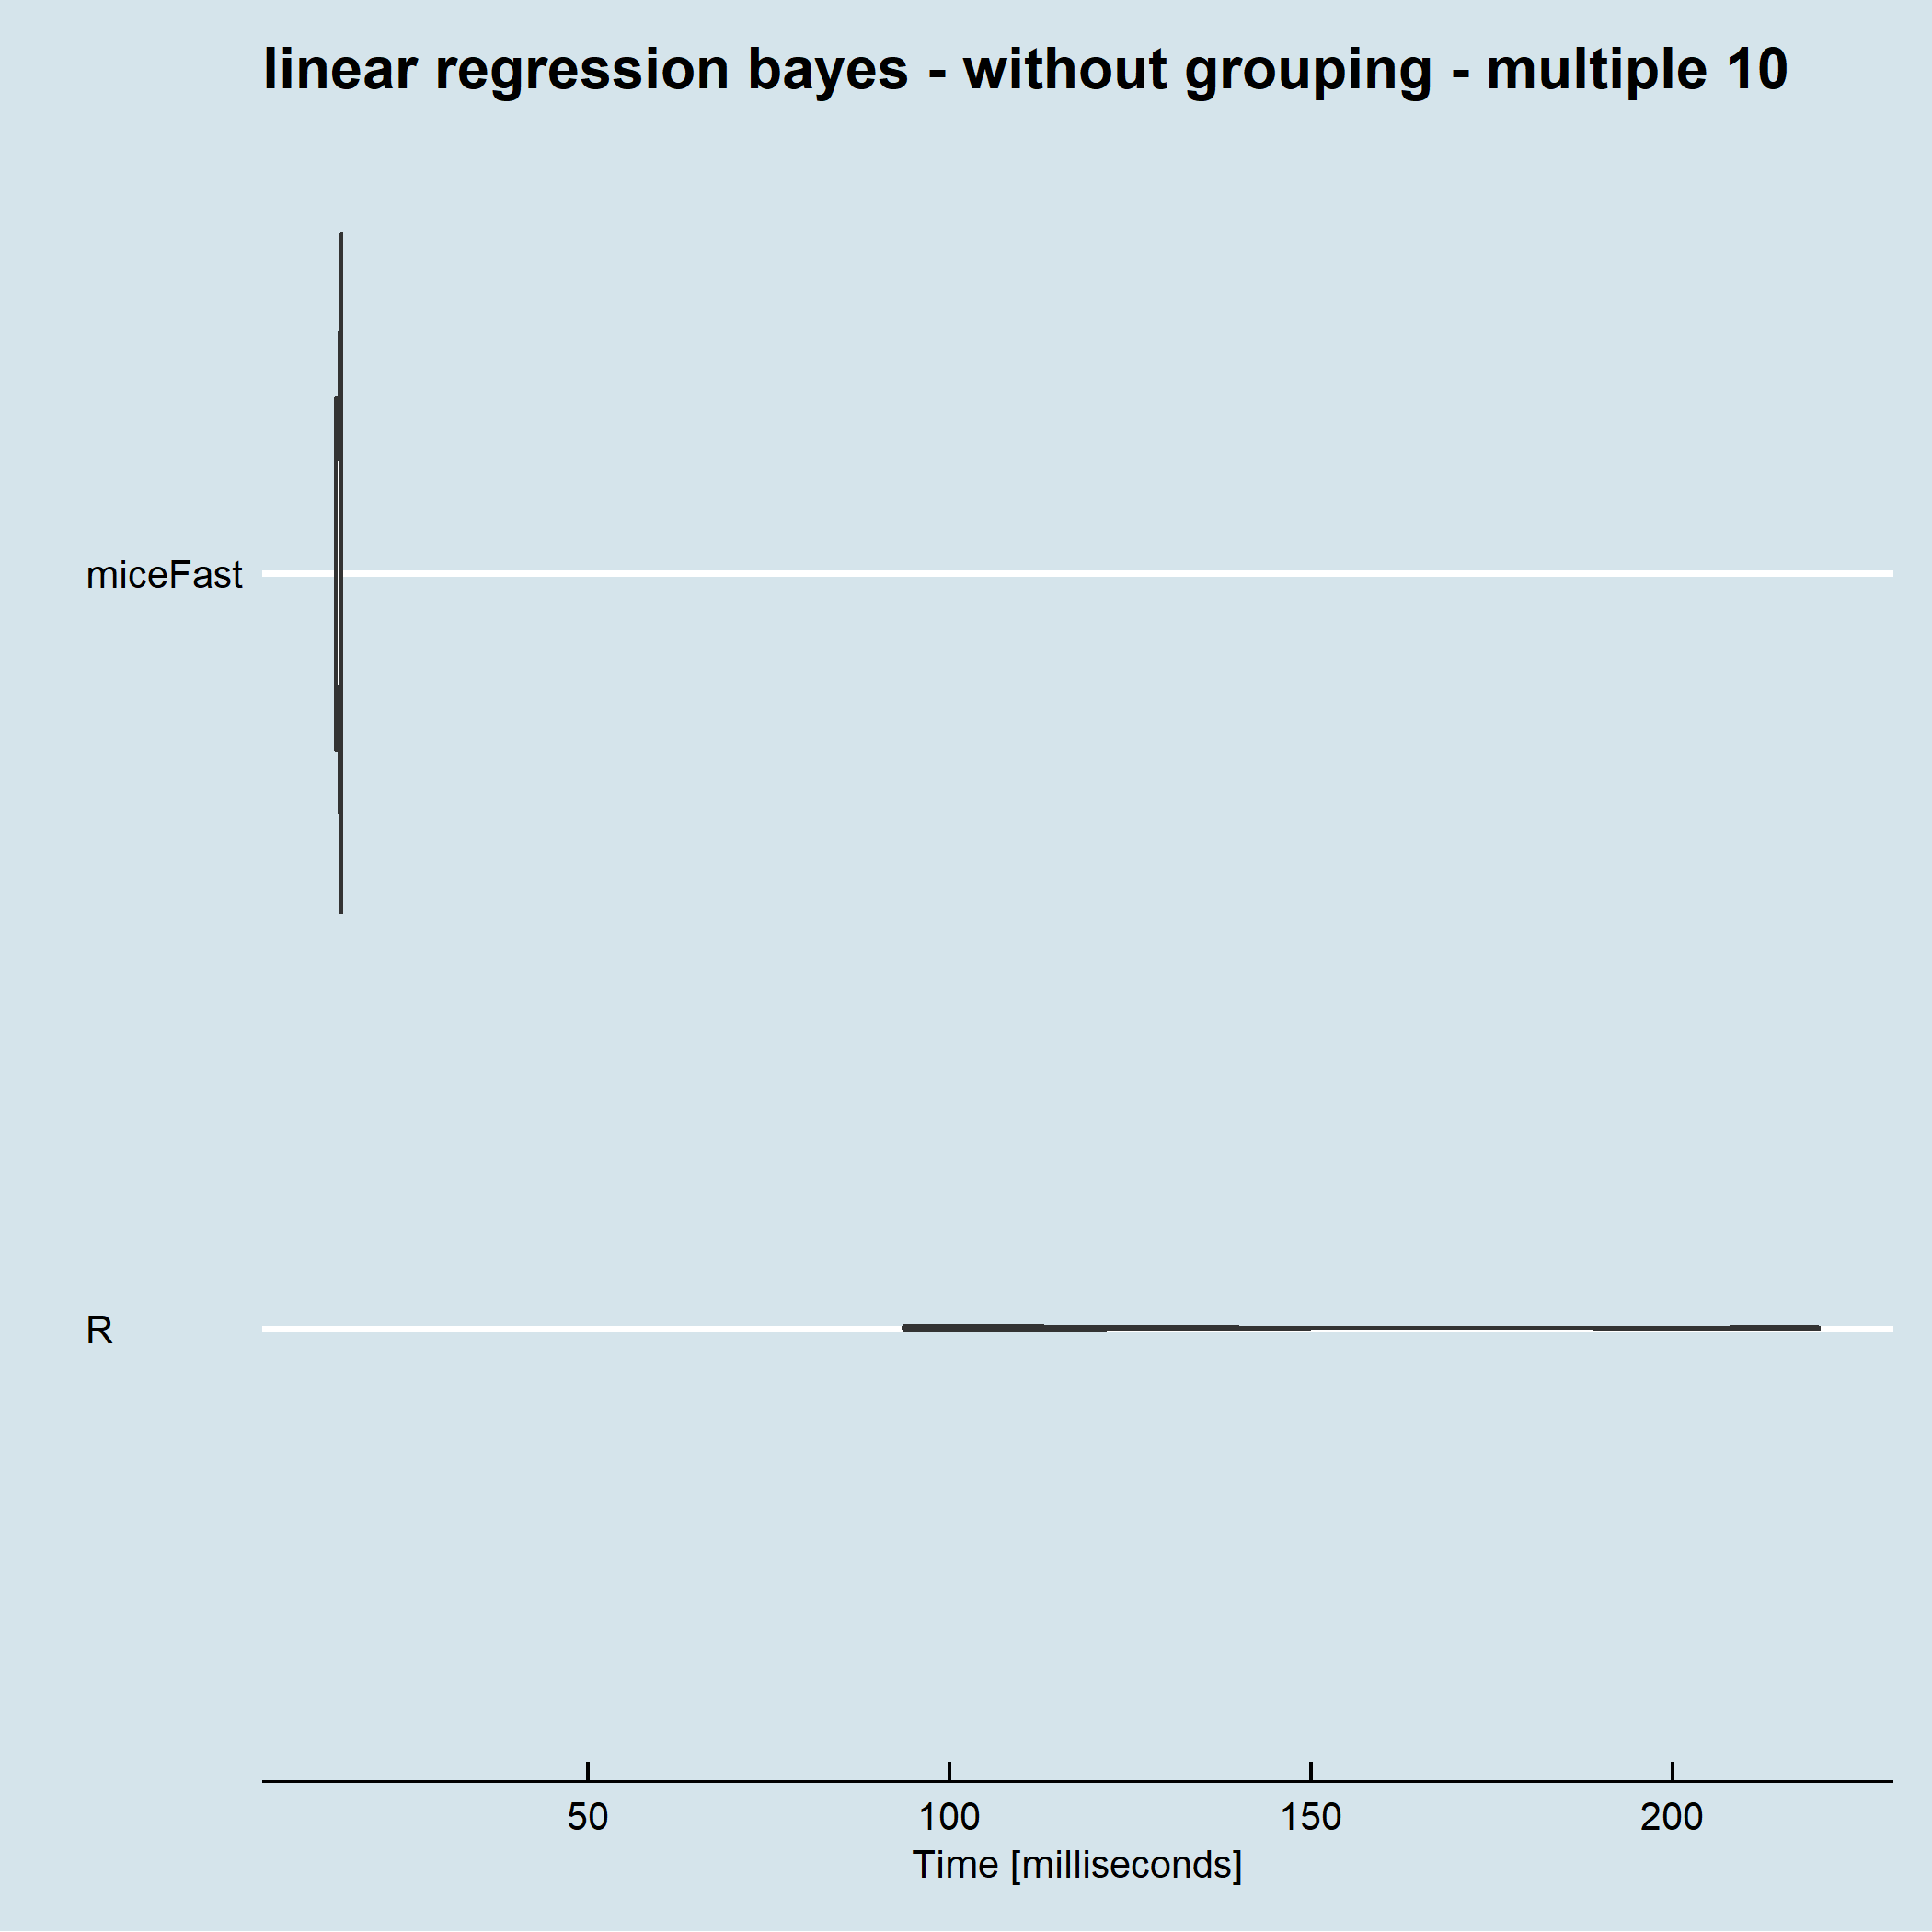 linear regression bayes - without grouping - multiple 10
miceFast
R
50 100 150 200
Time [milliseconds]